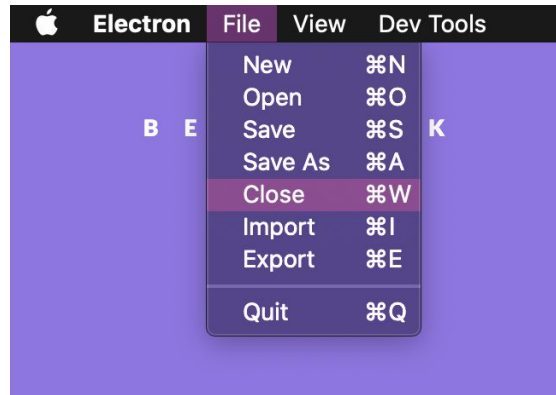 Electron File View Dev Tools
New ⌘N
Open ⌘O
B E K
Save ⌘S
Save As ⌘A
Close ⌘W
Import ⌘I
Export ⌘E
Quit ⌘Q